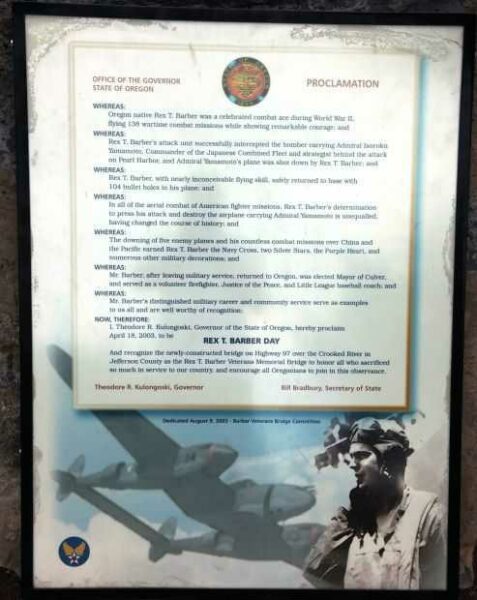 OFFICE OF THE GOVERNOR
STATE OF OREGON
PROCLAMATION
WHEREAS:
Oregon native Rex T. Barber was a celebrated combat ace during World War II,
flying 138 wartime combat missions while showing remarkable courage; and
WHEREAS:
Rex T. Barber's attack unit successfully intercepted the bomber carrying Admiral Isoroku
Yamamoto, Commander of the Japanese Combined Fleet and strategist behind the attack
on Pearl Harbor, and Admiral Yamamoto's plane was shot down by Rex T. Barber; and
WHEREAS:
Rex T. Barber, with nearly inconceivable flying skill, safely returned to base with
104 bullet holes in his plane; and
WHEREAS:
In all of the aerial combat of American fighter missions, Rex T. Barber's determination
to press his attack and destroy the airplane carrying Admiral Yamamoto is unequaled,
having changed the course of history; and
WHEREAS:
The downing of five enemy planes and his countless combat missions over China and
the Pacific earned Rex T. Barber the Navy Cross, two Silver Stars, the Purple Heart, and
numerous other military decorations; and
WHEREAS:
Mr. Barber, after leaving military service, returned to Oregon, was elected Mayor of Culver,
and served as a volunteer firefighter, Justice of the Peace, and Little League baseball coach; and
WHEREAS:
Mr. Barber's distinguished military career and community service serve as examples
to us all and are well worthy of recognition;
NOW, THEREFORE:
I, Theodore R. Kulongoski, Governor of the State of Oregon, hereby proclaim
April 18, 2003, to be
REX T. BARBER DAY
And recognize the newly-constructed bridge on Highway 97 over the Crooked River in
Jefferson County as the Rex T. Barber Veterans Memorial Bridge to honor all who sacrificed
so much in service to our country, and encourage all Oregonians to join in this observance.
Theodore R. Kulongoski, Governor
Bill Bradbury, Secretary of State
Dedicated August 9, 2003 - Barber Veterans Bridge Committee